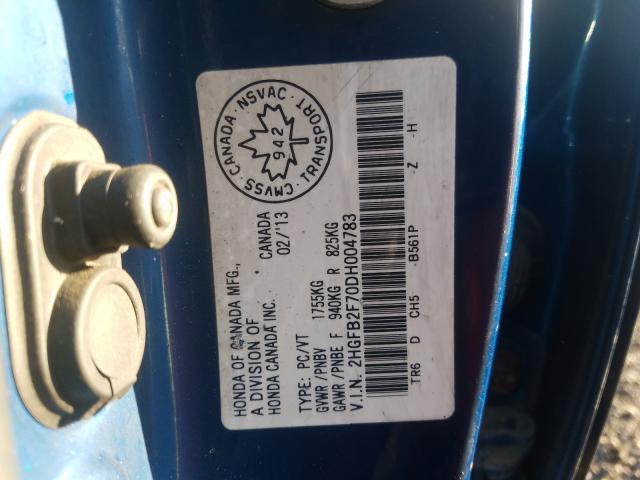 HONDA OF CANADA MFG.,
A DIVISION OF
HONDA CANADA INC.
CANADA
02/'13
CMVSS·CANADA·NSVAC·TRANSPORT
942
TYPE: PC/VT
GVWR /PNBV 1755KG
GAWR /PNBE F 940KG R 825KG
V.I.N. 2HGFB2F70DH004783
TR6 D CH5 -B561P -Z -H